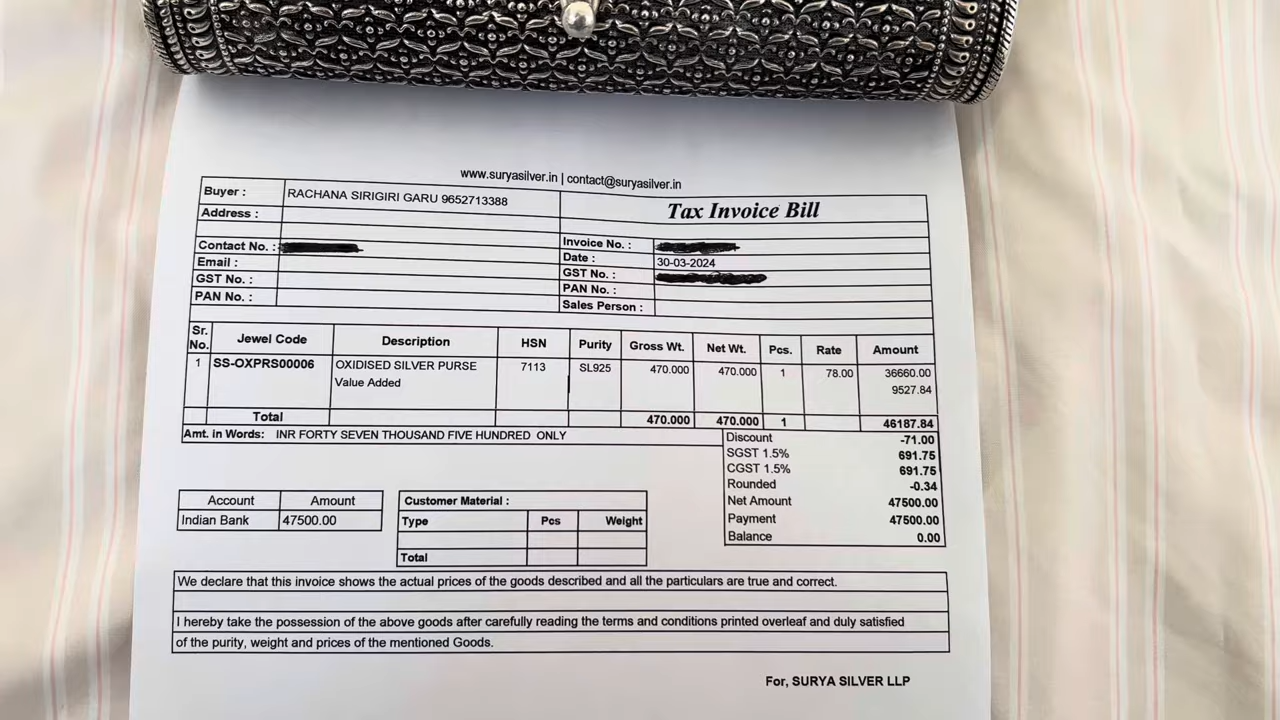 www.suryasilver.in | contact@suryasilver.in
Buyer : RACHANA SIRIGIRI GARU 9652713388
Tax Invoice Bill
Address :
Contact No. :
Invoice No. :
Email :
Date : 30-03-2024
GST No. :
GST No. :
PAN No. :
PAN No. :
Sales Person :
Sr. No. Jewel Code Description HSN Purity Gross Wt. Net Wt. Pcs. Rate Amount
1 SS-OXPRS00006 OXIDISED SILVER PURSE 7113 SL925 470.000 470.000 1 78.00 36660.00
Value Added 9527.84
Total 470.000 470.000 1 46187.84
Amt. in Words: INR FORTY SEVEN THOUSAND FIVE HUNDRED ONLY
Discount -71.00
SGST 1.5% 691.75
CGST 1.5% 691.75
Rounded -0.34
Net Amount 47500.00
Payment 47500.00
Balance 0.00
Account Amount
Indian Bank 47500.00
Customer Material :
Type Pcs Weight
Total
We declare that this invoice shows the actual prices of the goods described and all the particulars are true and correct.
I hereby take the possession of the above goods after carefully reading the terms and conditions printed overleaf and duly satisfied
of the purity, weight and prices of the mentioned Goods.
For, SURYA SILVER LLP